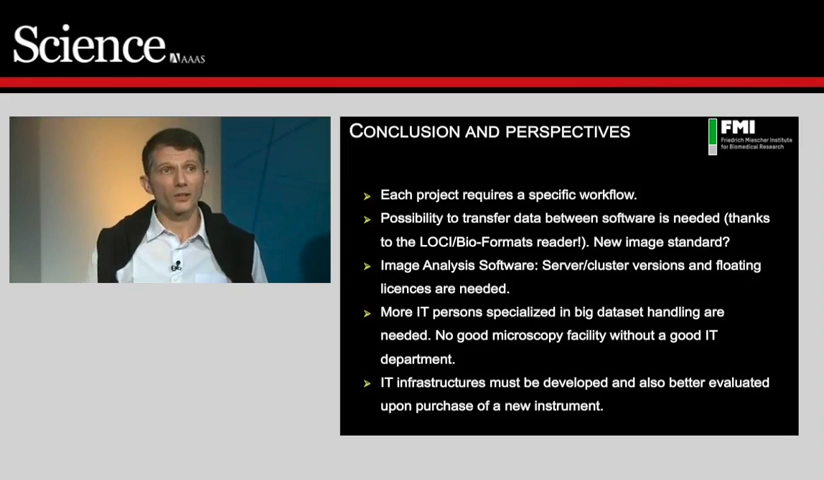 Science
AAAS
CONCLUSION AND PERSPECTIVES
FMI
Friedrich Miescher Institute
for Biomedical Research
Each project requires a specific workflow.
Possibility to transfer data between software is needed (thanks
to the LOCI/Bio-Formats reader!). New image standard?
Image Analysis Software: Server/cluster versions and floating
licences are needed.
More IT persons specialized in big dataset handling are
needed. No good microscopy facility without a good IT
department.
IT infrastructures must be developed and also better evaluated
upon purchase of a new instrument.